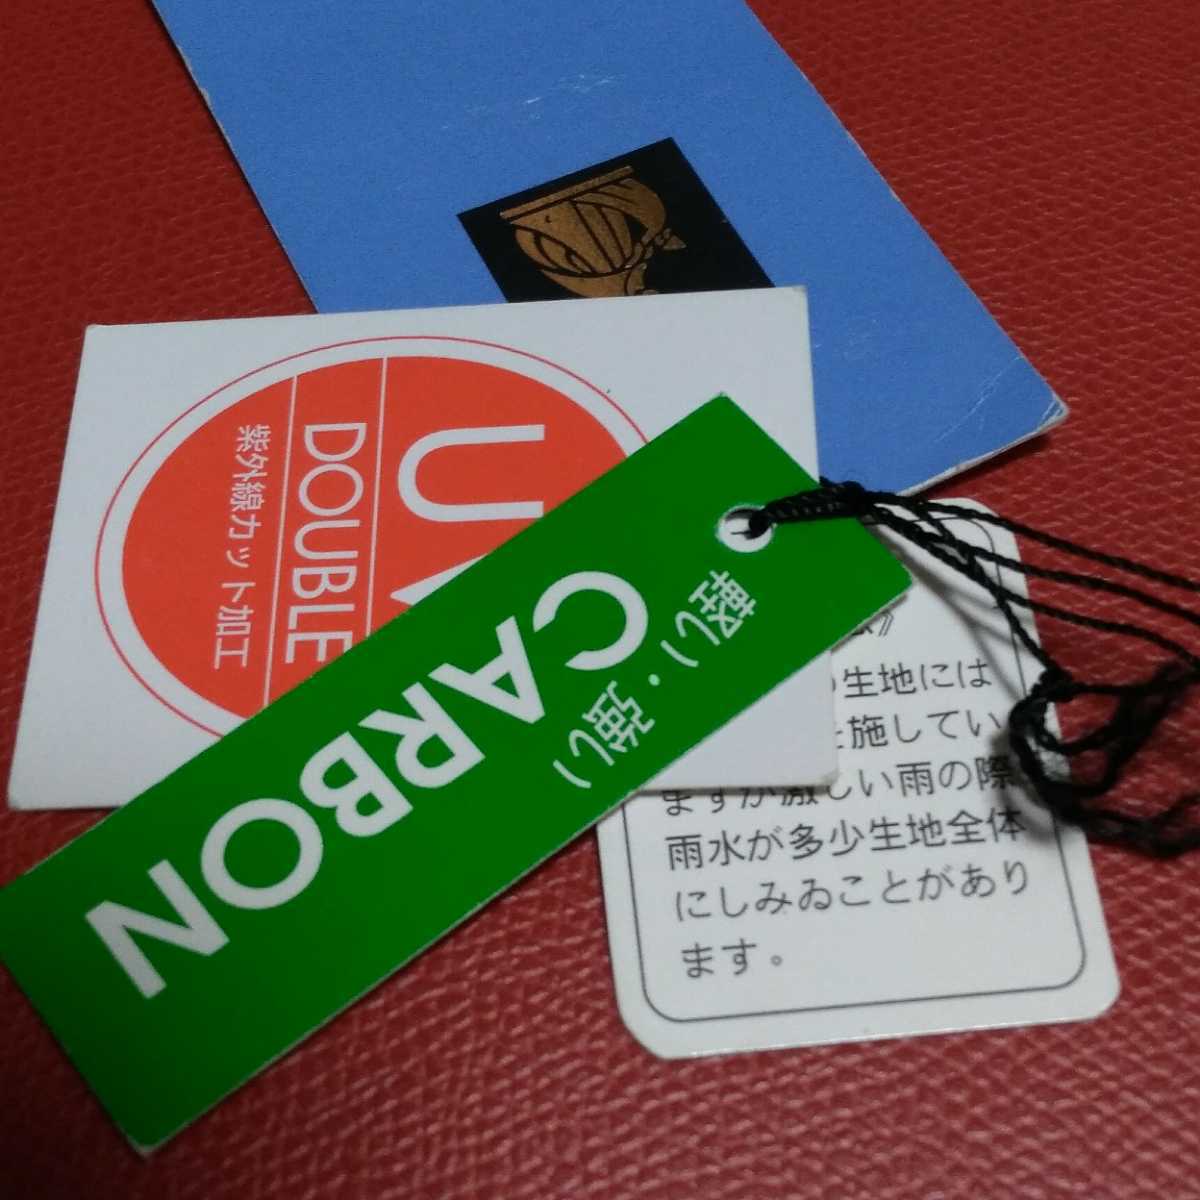 UV
DOUBLE
紫外線カット加工
軽い・強い
CARBON
生地には
を施してい
ますが激しい雨の際
雨水が多少生地全体
にしみゐことがあり
ます。